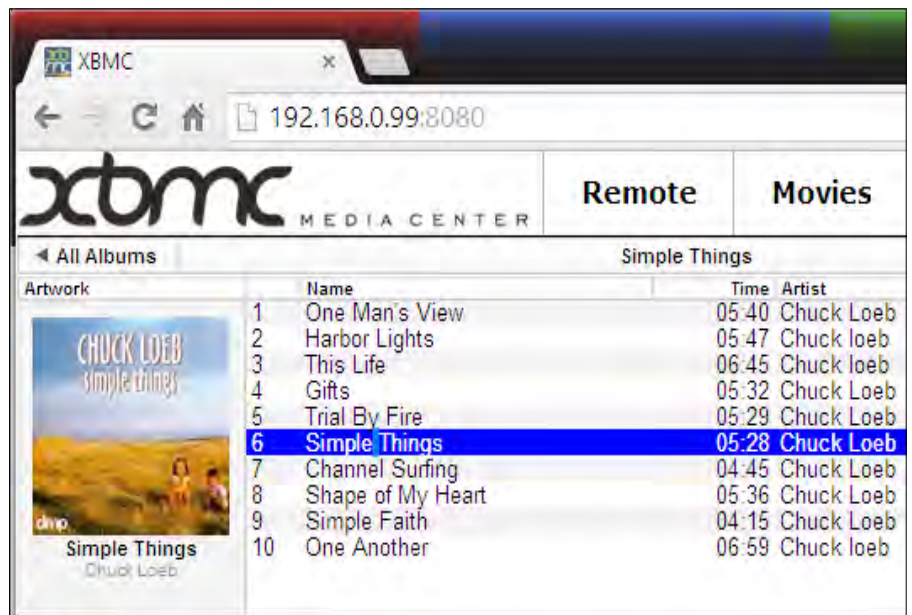 XBMC
192.168.0.99:8080
xbmc MEDIA CENTER Remote Movies
All Albums Simple Things
Artwork Name Time Artist
CHUCK LOEB
simple things
dmp
Simple Things
Chuck Loeb
1 One Man's View 05:40 Chuck Loeb
2 Harbor Lights 05:47 Chuck loeb
3 This Life 06:45 Chuck loeb
4 Gifts 05:32 Chuck Loeb
5 Trial By Fire 05:29 Chuck Loeb
6 Simple Things 05:28 Chuck Loeb
7 Channel Surfing 04:45 Chuck Loeb
8 Shape of My Heart 05:36 Chuck Loeb
9 Simple Faith 04:15 Chuck Loeb
10 One Another 06:59 Chuck loeb